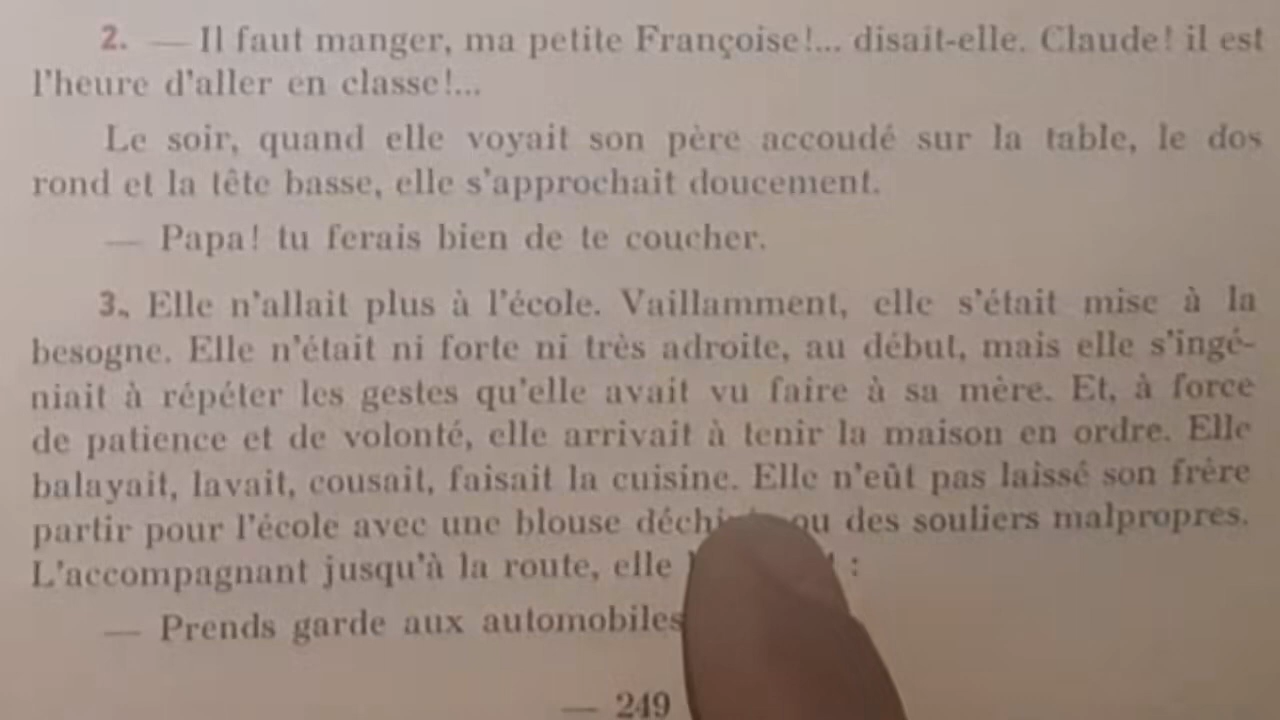 2. — Il faut manger, ma petite Françoise!... disait-elle. Claude! il est
l'heure d'aller en classe!...
Le soir, quand elle voyait son père accoudé sur la table, le dos
rond et la tête basse, elle s'approchait doucement.
— Papa! tu ferais bien de te coucher.
3. Elle n'allait plus à l'école. Vaillamment, elle s'était mise à la
besogne. Elle n'était ni forte ni très adroite, au début, mais elle s'ingé-
niait à répéter les gestes qu'elle avait vu faire à sa mère. Et, à force
de patience et de volonté, elle arrivait à tenir la maison en ordre. Elle
balayait, lavait, cousait, faisait la cuisine. Elle n'eût pas laissé son frère
partir pour l'école avec une blouse ou des souliers malpropres.
L'accompagnant jusqu'à la route, elle :
— Prends garde aux automobiles
— 249